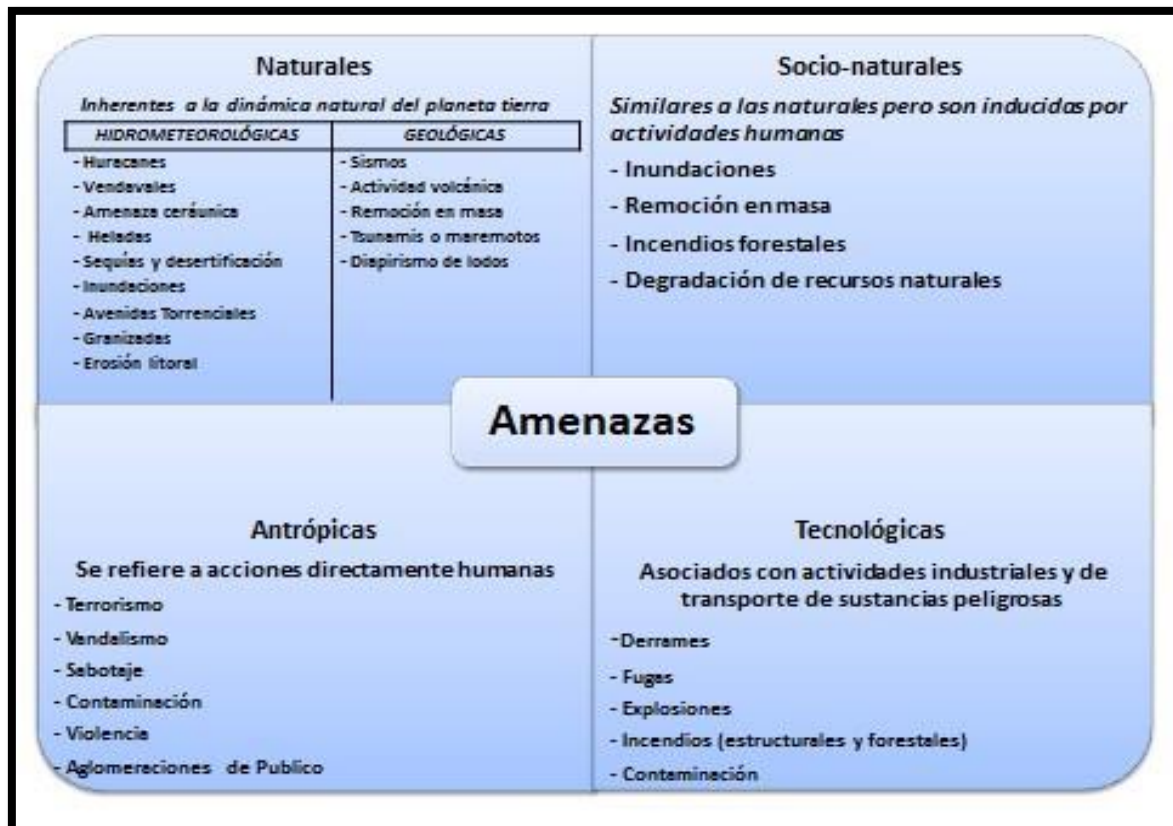 Naturales
Inherentes a la dinámica natural del planeta tierra
HIDROMETEOROLÓGICAS
- Huracanes
- Vendavales
- Amenaza ceráunica
- Heladas
- Sequías y desertificación
- Inundaciones
- Avenidas Torrenciales
- Granizadas
- Erosión litoral
GEOLÓGICAS
- Sismos
- Actividad volcánica
- Remoción en masa
- Tsunamis o maremotos
- Diapirismo de lodos
Socio-naturales
Similares a las naturales pero son inducidas por
actividades humanas
- Inundaciones
- Remoción en masa
- Incendios forestales
- Degradación de recursos naturales
Amenazas
Antrópicas
Se refiere a acciones directamente humanas
- Terrorismo
- Vandalismo
- Sabotaje
- Contaminación
- Violencia
- Aglomeraciones de Publico
Tecnológicas
Asociados con actividades industriales y de
transporte de sustancias peligrosas
-Derrames
- Fugas
- Explosiones
- Incendios (estructurales y forestales)
- Contaminación